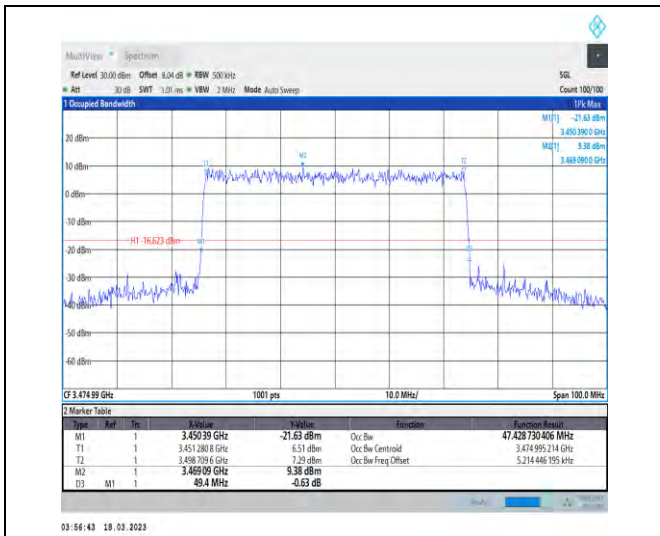 MultiView Spectrum
Ref Level 30.00 dBm Offset 8.04 dB RBW 500 kHz SGL
Att 30 dB SWT 1.01 ms VBW 2 MHz Mode Auto Sweep Count 100/100
1 Occupied Bandwidth 1Pk Max
M1[1] -21.63 dBm
3.450 390 0 GHz
M2[1] 9.38 dBm
3.469 090 0 GHz
20 dBm
T1 M2 T2
10 dBm
0 dBm
-10 dBm
H1 -16.623 dBm M1
-20 dBm
D3
-30 dBm
-40 dBm
-50 dBm
-60 dBm
CF 3.474 99 GHz 1001 pts 10.0 MHz/ Span 100.0 MHz
2 Marker Table
Type Ref Trc X-Value Y-Value Function Function Result
M1 1 3.450 39 GHz -21.63 dBm Occ Bw 47.428 730 406 MHz
T1 1 3.451 280 8 GHz 6.51 dBm Occ Bw Centroid 3.474 995 214 GHz
T2 1 3.498 709 6 GHz 7.29 dBm Occ Bw Freq Offset 5.214 446 195 kHz
M2 1 3.469 09 GHz 9.38 dBm
D3 M1 1 49.4 MHz -0.63 dB
03:56:43 18.03.2023